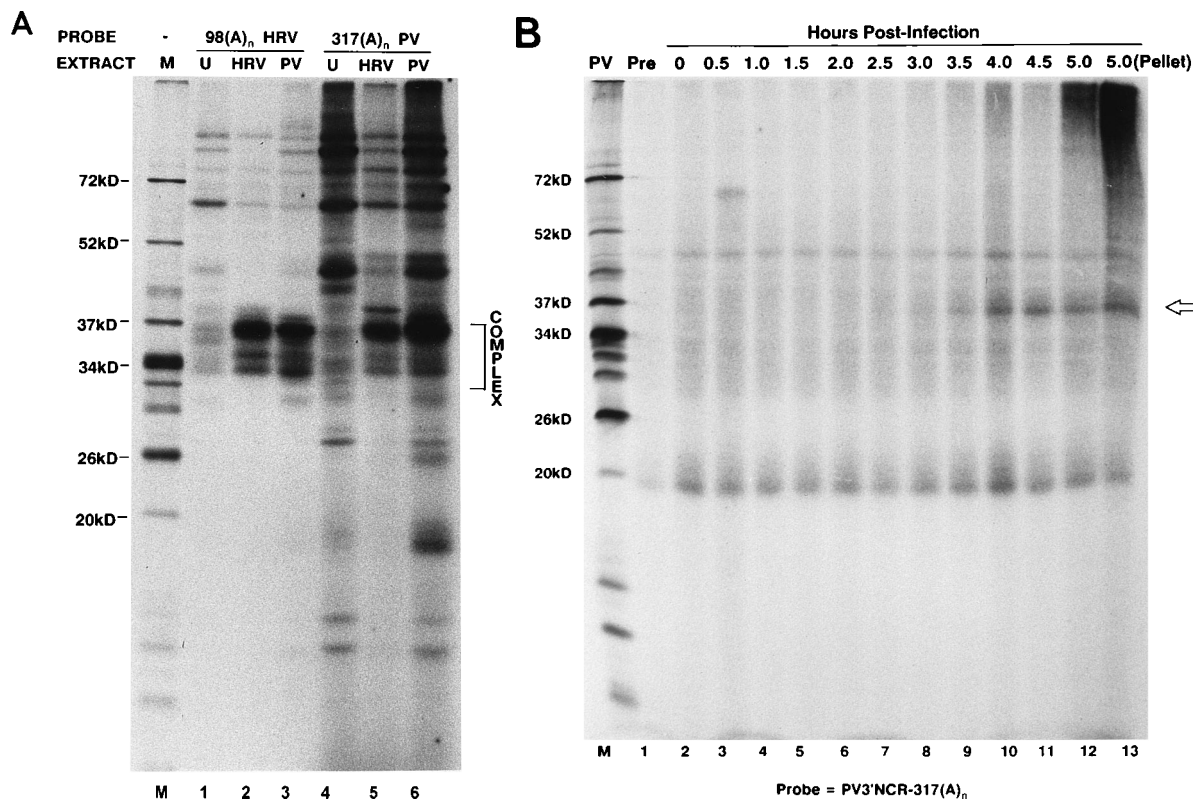 A
PROBE - 98(A)n HRV 317(A)n PV
EXTRACT M U HRV PV U HRV PV
72kD
52kD
37kD
34kD
26kD
20kD
COMPLEX
M 1 2 3 4 5 6
B
Hours Post-Infection
PV Pre 0 0.5 1.0 1.5 2.0 2.5 3.0 3.5 4.0 4.5 5.0 5.0(Pellet)
72kD
52kD
37kD
34kD
26kD
20kD
M 1 2 3 4 5 6 7 8 9 10 11 12 13
Probe = PV3'NCR-317(A)n